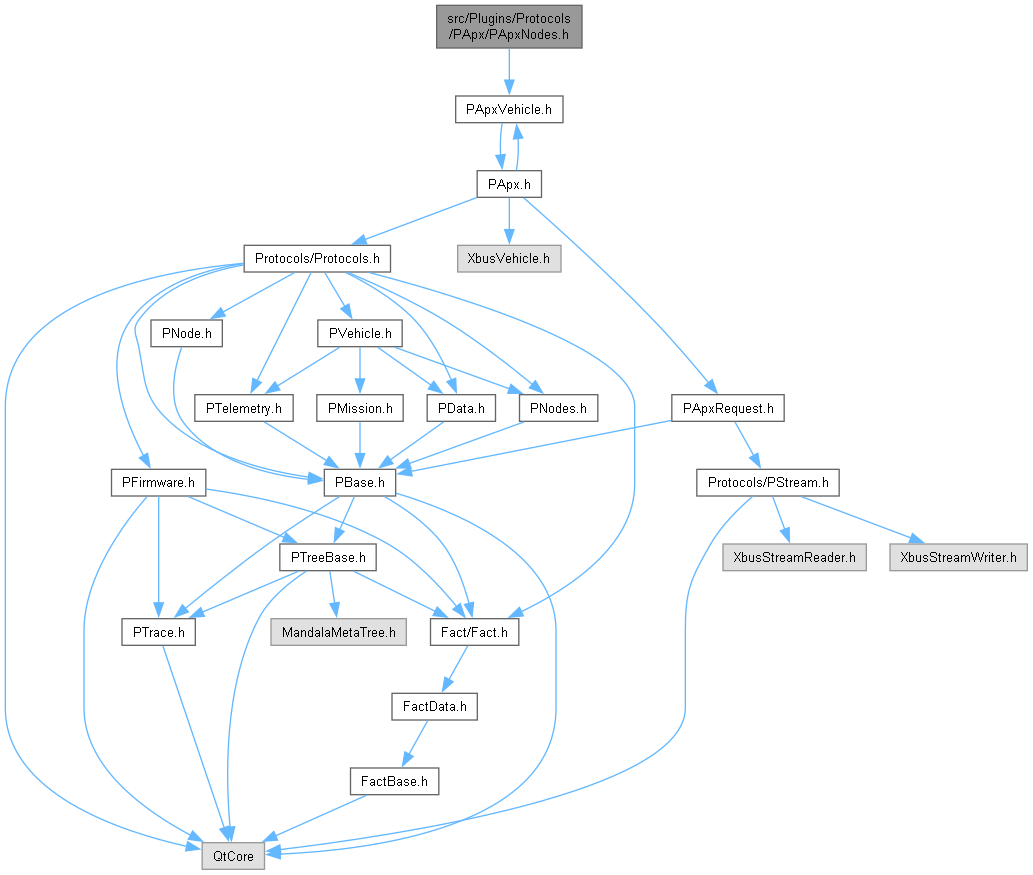 src/Plugins/Protocols
/PApx/PApxNodes.h
PApxVehicle.h
PApx.h
Protocols/Protocols.h
XbusVehicle.h
PNode.h
PVehicle.h
PTelemetry.h
PMission.h
PData.h
PNodes.h
PApxRequest.h
PFirmware.h
PBase.h
Protocols/PStream.h
PTreeBase.h
XbusStreamReader.h
XbusStreamWriter.h
PTrace.h
MandalaMetaTree.h
Fact/Fact.h
FactData.h
FactBase.h
QtCore